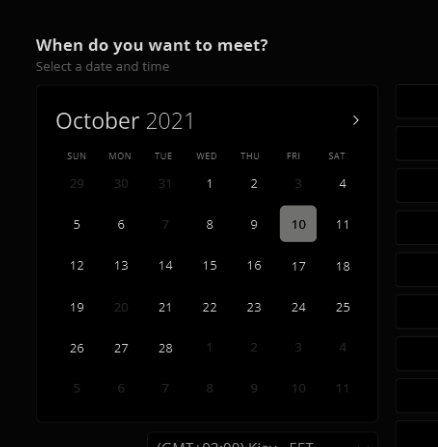 When do you want to meet?
Select a date and time
October 2021 >
SUN MON TUE WED THU FRI SAT
29 30 31 1 2 3 4
5 6 7 8 9 10 11
12 13 14 15 16 17 18
19 20 21 22 23 24 25
26 27 28 1 2 3 4
5 6 7 8 9 10 11
(GMT+02:00) Kiev - EET